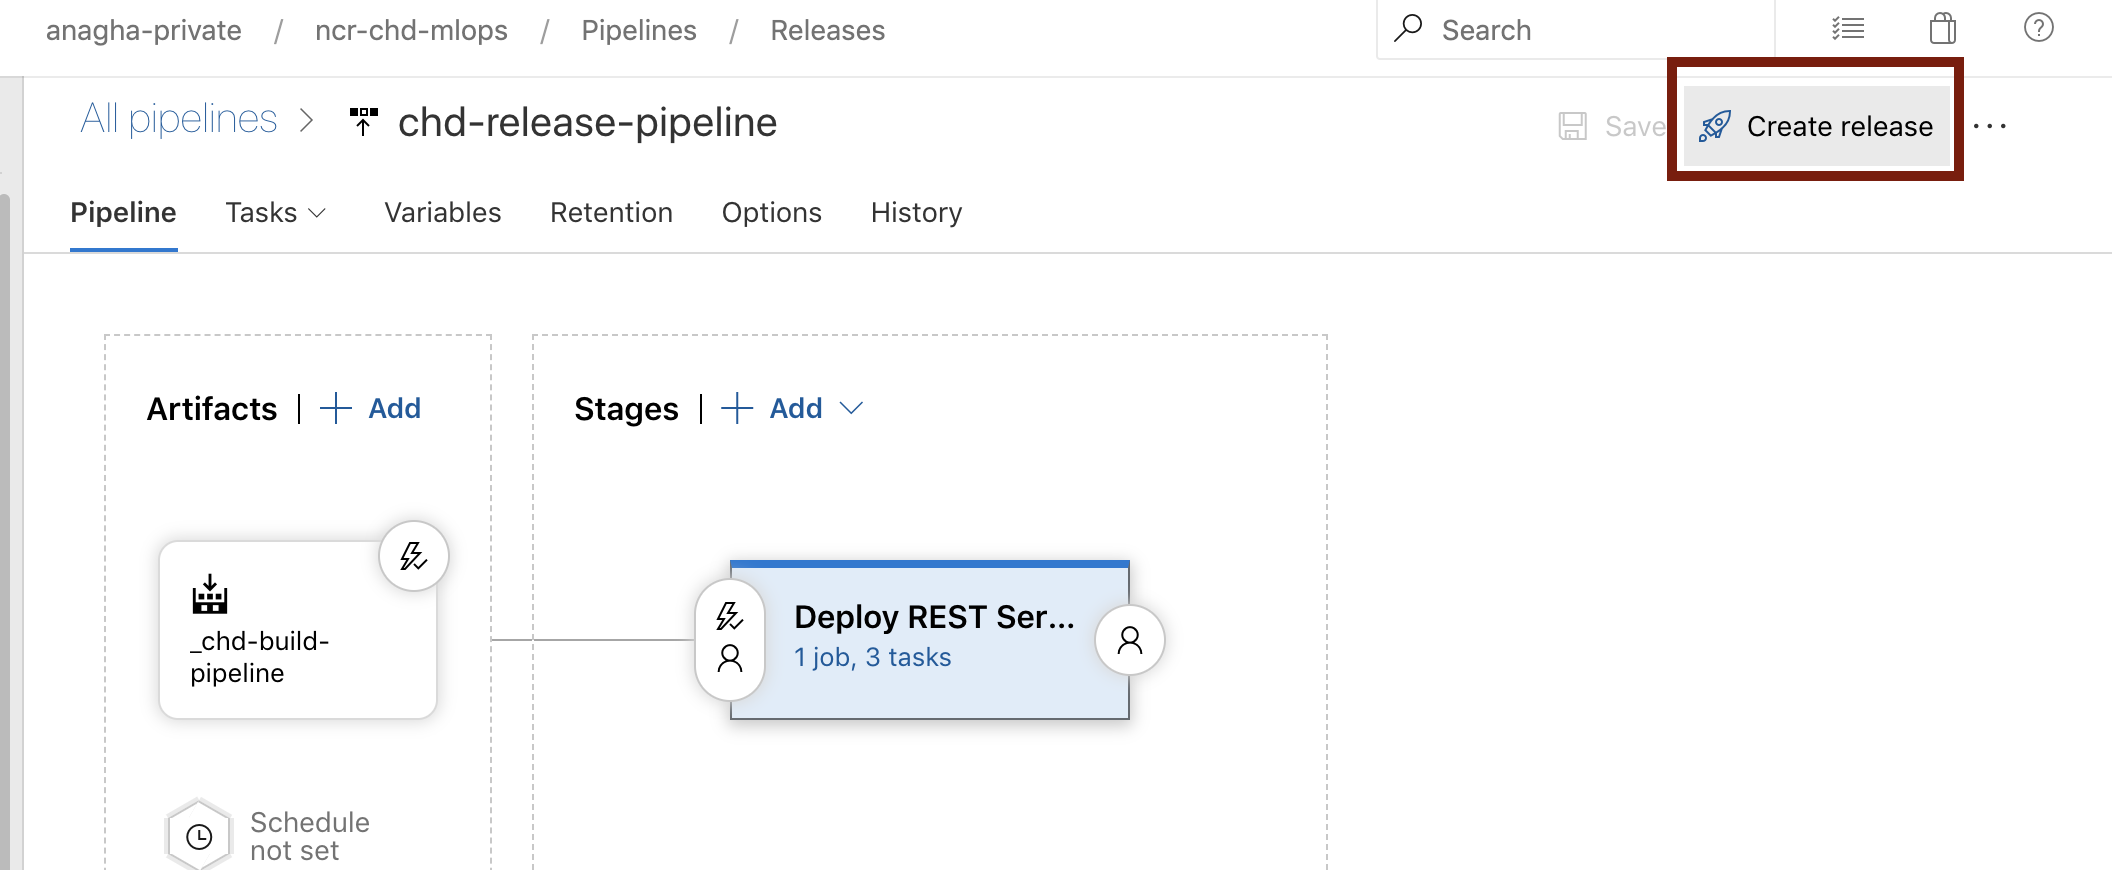 anagha-private / ncr-chd-mlops / Pipelines / Releases
Search
All pipelines > chd-release-pipeline
Save
Create release
Pipeline Tasks Variables Retention Options History
Artifacts | + Add
Stages | + Add
_chd-build-
pipeline
Deploy REST Ser...
1 job, 3 tasks
Schedule
not set